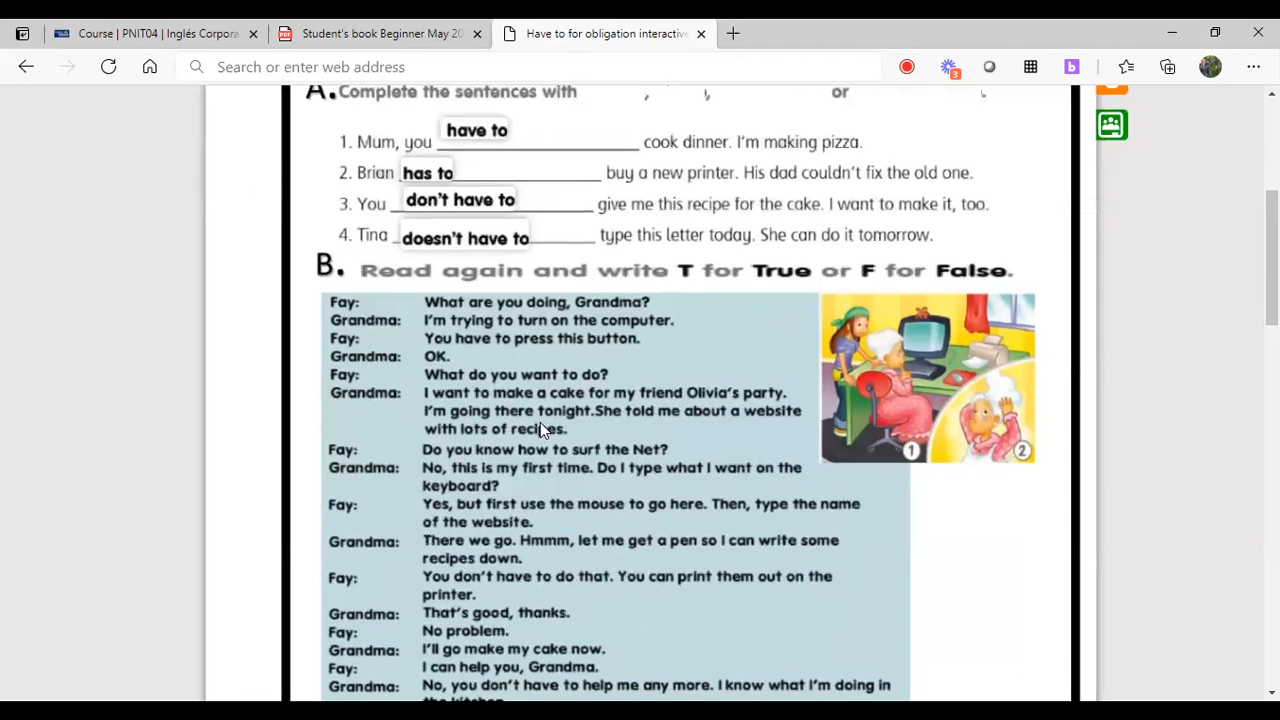 Course | PNIT04 | Inglés Corpora
Student's book Beginner May 20
Have to for obligation interactive
Search or enter web address
3
b
A. Complete the sentences with , , or .
1. Mum, you have to cook dinner. I'm making pizza.
2. Brian has to buy a new printer. His dad couldn't fix the old one.
3. You don't have to give me this recipe for the cake. I want to make it, too.
4. Tina doesn't have to type this letter today. She can do it tomorrow.
B. Read again and write T for True or F for False.
Fay: What are you doing, Grandma?
Grandma: I'm trying to turn on the computer.
Fay: You have to press this button.
Grandma: OK.
Fay: What do you want to do?
Grandma: I want to make a cake for my friend Olivia's party.
I'm going there tonight.She told me about a website
with lots of recipes.
Fay: Do you know how to surf the Net?
Grandma: No, this is my first time. Do I type what I want on the
keyboard?
Fay: Yes, but first use the mouse to go here. Then, type the name
of the website.
Grandma: There we go. Hmmm, let me get a pen so I can write some
recipes down.
Fay: You don't have to do that. You can print them out on the
printer.
Grandma: That's good, thanks.
Fay: No problem.
Grandma: I'll go make my cake now.
Fay: I can help you, Grandma.
Grandma: No, you don't have to help me any more. I know what I'm doing in
1
2